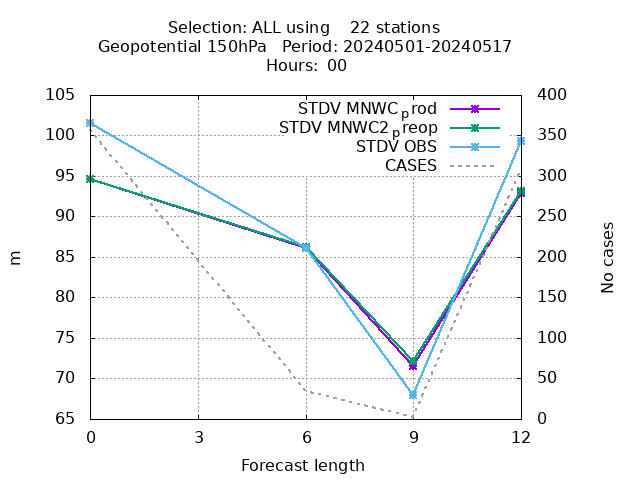 Selection: ALL using    22 stations
Geopotential 150hPa   Period: 20240501-20240517
Hours:  00
STDV MNWCprod
STDV MNWC2preop
STDV OBS
CASES
105
100
95
90
85
80
75
70
65
m
400
350
300
250
200
150
100
50
0
No cases
0 3 6 9 12
Forecast length